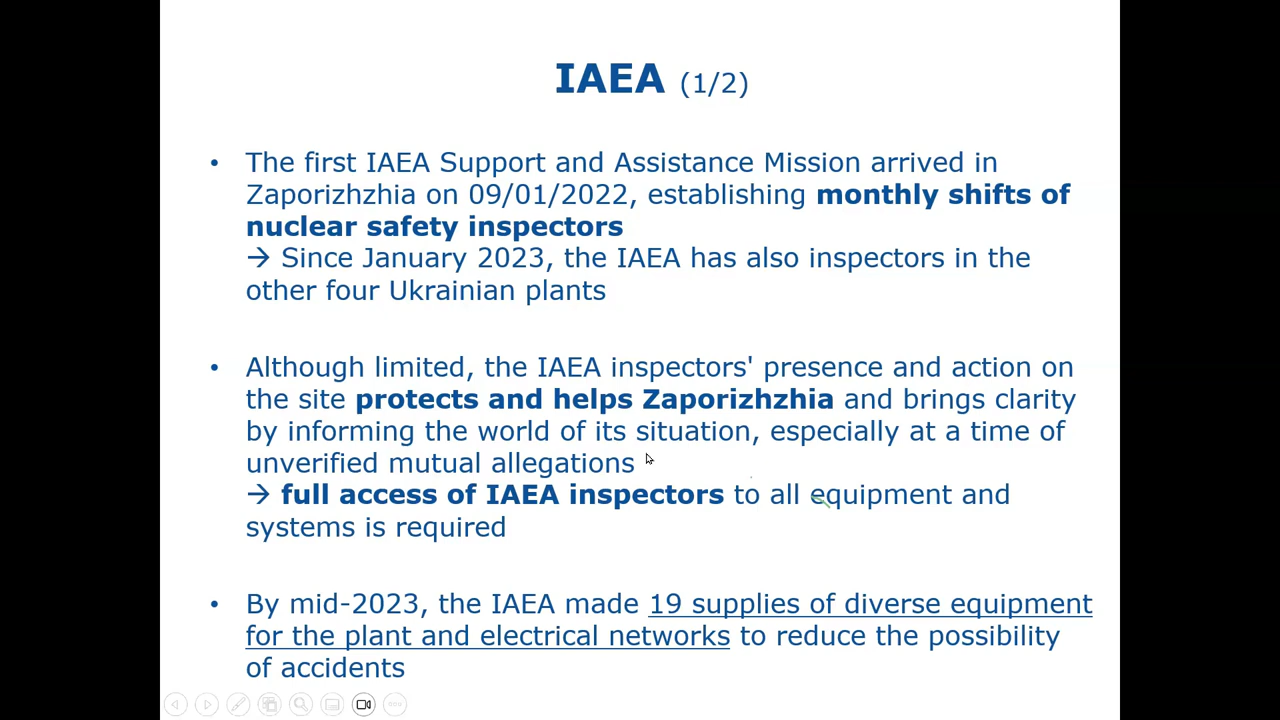 IAEA (1/2)
• The first IAEA Support and Assistance Mission arrived in
Zaporizhzhia on 09/01/2022, establishing monthly shifts of
nuclear safety inspectors
→ Since January 2023, the IAEA has also inspectors in the
other four Ukrainian plants
• Although limited, the IAEA inspectors' presence and action on
the site protects and helps Zaporizhzhia and brings clarity
by informing the world of its situation, especially at a time of
unverified mutual allegations
→ full access of IAEA inspectors to all equipment and
systems is required
• By mid-2023, the IAEA made 19 supplies of diverse equipment
for the plant and electrical networks to reduce the possibility
of accidents